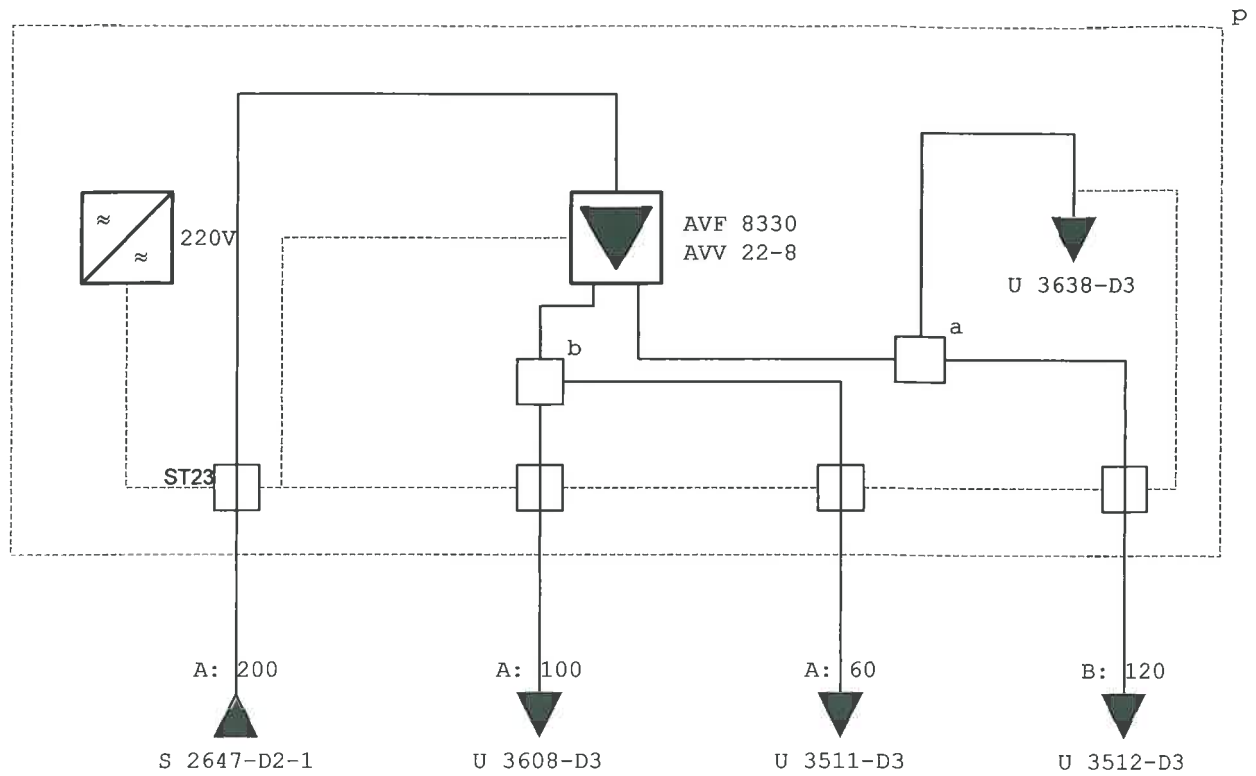 p
AVF 8330
220V
AVV 22-8
U 3638-D3
a
b
ST23
A: 200
A: 100
A: 60
B: 120
S 2647-D2-1
U 3608-D3
U 3511-D3
U 3512-D3